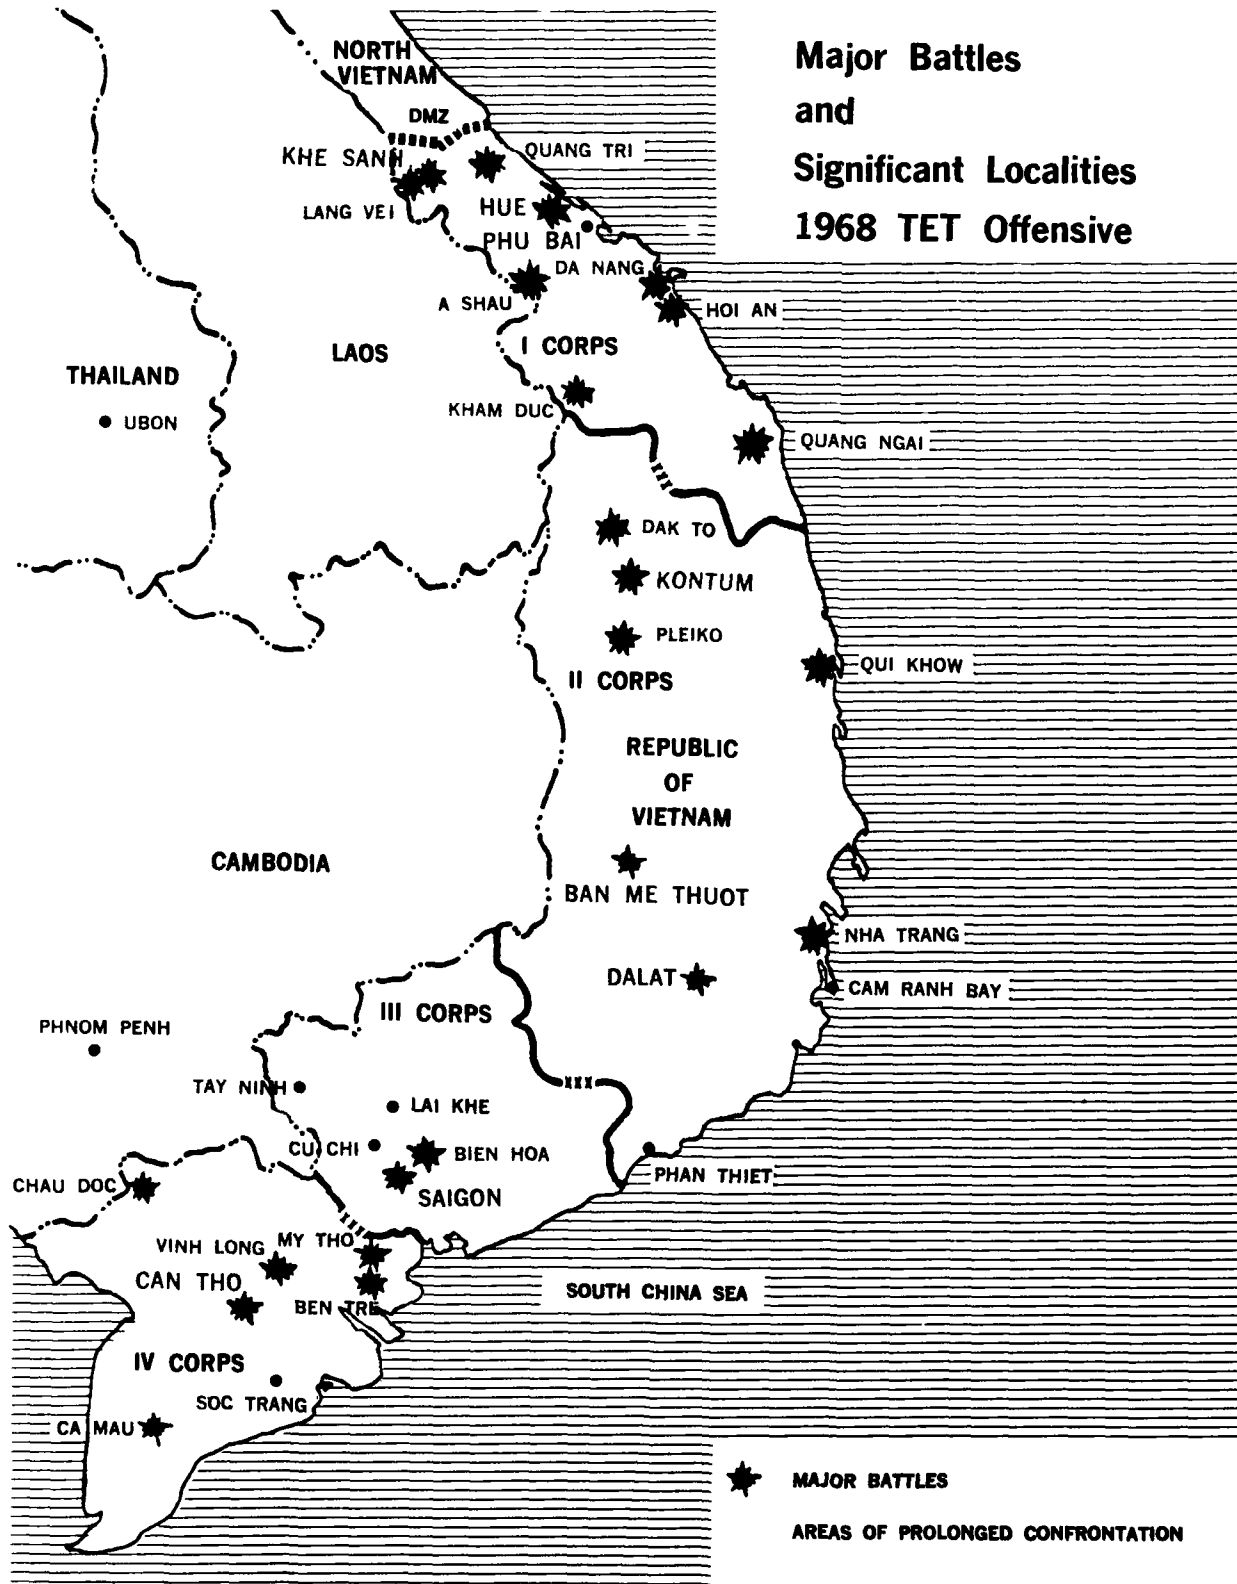 Major Battles
and
Significant Localities
1968 TET Offensive
NORTH
VIETNAM
DMZ
KHE SANH
QUANG TRI
LANG VEI
HUE
PHU BAI
DA NANG
A SHAU
HOI AN
I CORPS
LAOS
THAILAND
UBON
KHAM DUC
QUANG NGAI
XXX
DAK TO
KONTUM
PLEIKO
QUI KHOW
II CORPS
REPUBLIC
OF
VIETNAM
CAMBODIA
BAN ME THUOT
NHA TRANG
DALAT
CAM RANH BAY
III CORPS
PHNOM PENH
TAY NINH
XXX
LAI KHE
CU CHI
BIEN HOA
PHAN THIET
CHAU DOC
SAIGON
XXX
MY THO
VINH LONG
CAN THO
BEN TRE
SOUTH CHINA SEA
IV CORPS
SOC TRANG
CA MAU
MAJOR BATTLES
AREAS OF PROLONGED CONFRONTATION